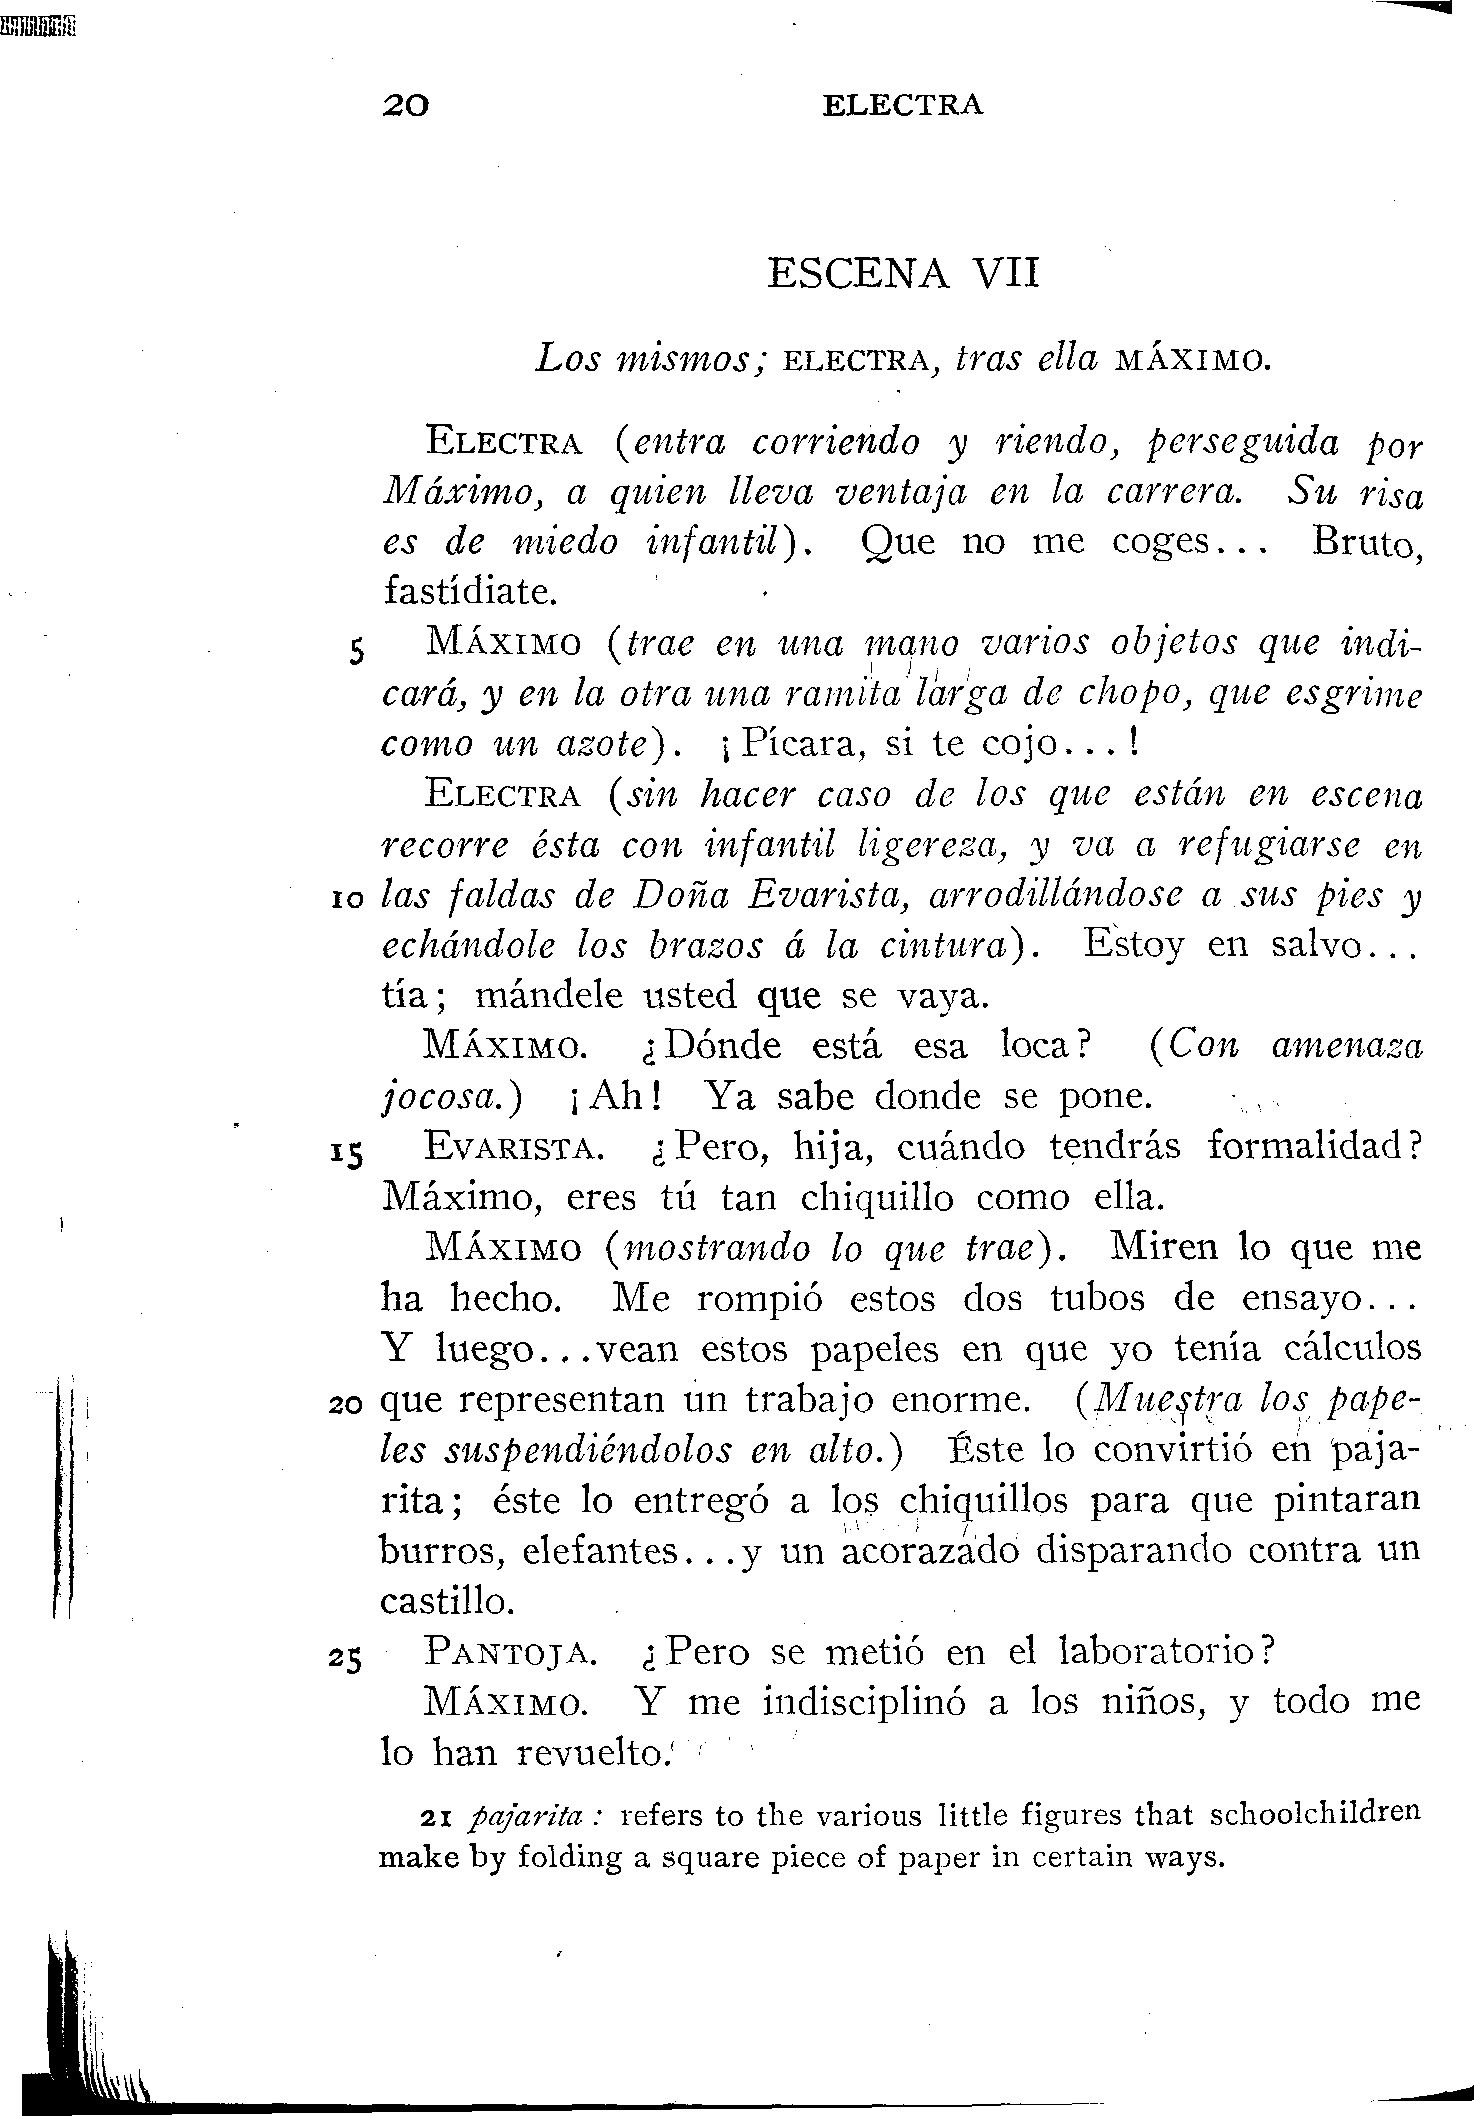 20 ELECTRA
ESCENA VII
Los mismos; ELECTRA, tras ella MÁXIMO.
ELECTRA (entra corriendo y riendo, perseguida por
Máximo, a quien lleva ventaja en la carrera. Su risa
es de miedo infantil). Que no me coges... Bruto,
fastídiate.
5 MÁXIMO (trae en una mano varios objetos que indi-
cará, y en la otra una ramita larga de chopo, que esgrime
como un azote). ¡Pícara, si te cojo...!
ELECTRA (sin hacer caso de los que están en escena
recorre ésta con infantil ligereza, y va a refugiarse en
10 las faldas de Doña Evarista, arrodillándose a sus pies y
echándole los brazos á la cintura). Estoy en salvo...
tía; mándele usted que se vaya.
MÁXIMO. ¿Dónde está esa loca? (Con amenaza
jocosa.) ¡Ah! Ya sabe donde se pone.
15 EVARISTA. ¿Pero, hija, cuándo tendrás formalidad?
Máximo, eres tú tan chiquillo como ella.
MÁXIMO (mostrando lo que trae). Miren lo que me
ha hecho. Me rompió estos dos tubos de ensayo...
Y luego...vean estos papeles en que yo tenía cálculos
20 que representan un trabajo enorme. (Muestra los pape-
les suspendiéndolos en alto.) Éste lo convirtió en paja-
rita; éste lo entregó a los chiquillos para que pintaran
burros, elefantes...y un acorazado disparando contra un
castillo.
25 PANTOJA. ¿Pero se metió en el laboratorio?
MÁXIMO. Y me indisciplinó a los niños, y todo me
lo han revuelto.
21 pajarita: refers to the various little figures that schoolchildren
make by folding a square piece of paper in certain ways.